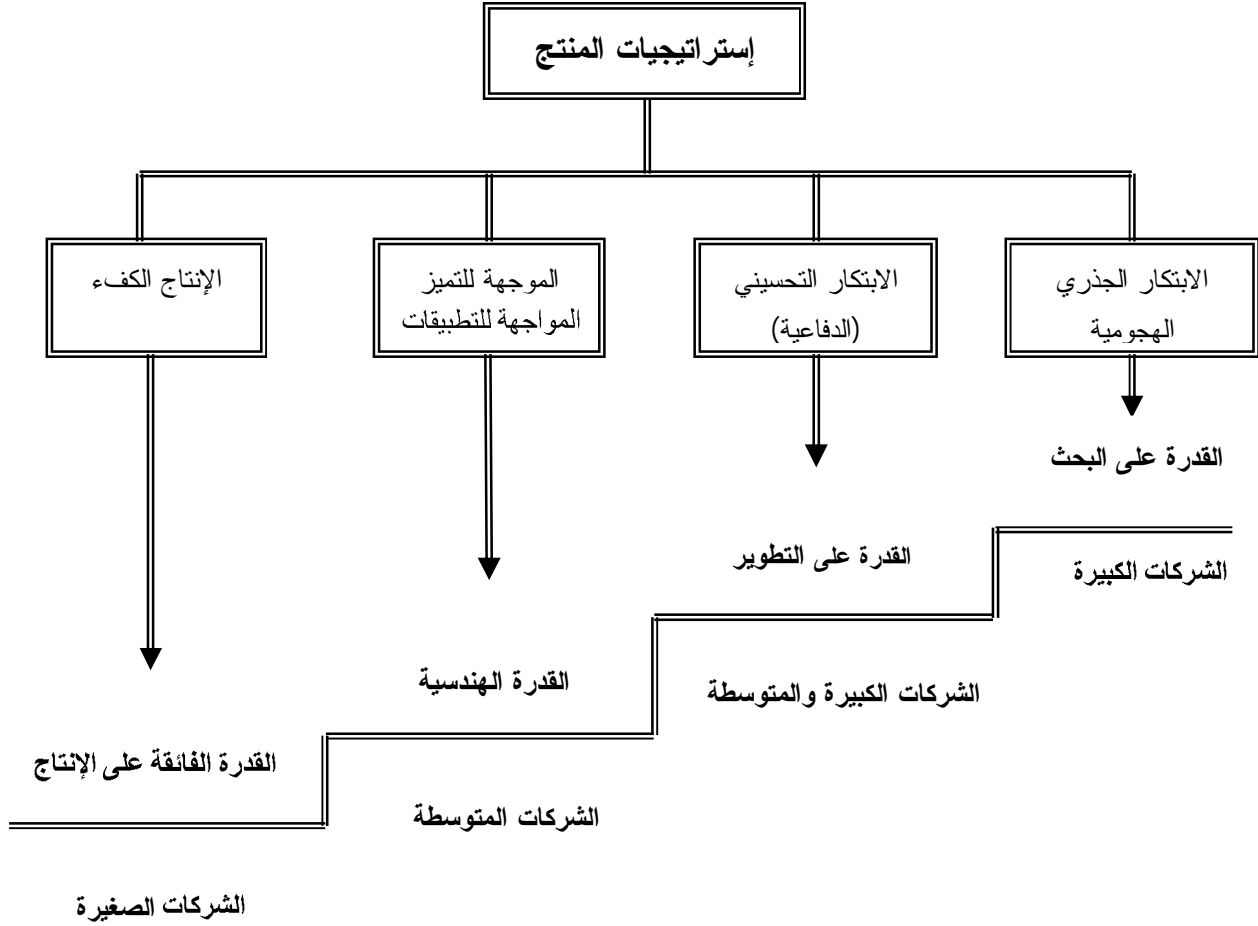 إستراتيجيات المنتج
الابتكار الجذري
الهجومية
الابتكار التحسيني
(الدفاعية)
الموجهة للتميز
المواجهة للتطبيقات
الإنتاج الكفء
القدرة على البحث
القدرة على التطوير
القدرة الهندسية
القدرة الفائقة على الإنتاج
الشركات الكبيرة
الشركات الكبيرة والمتوسطة
الشركات المتوسطة
الشركات الصغيرة